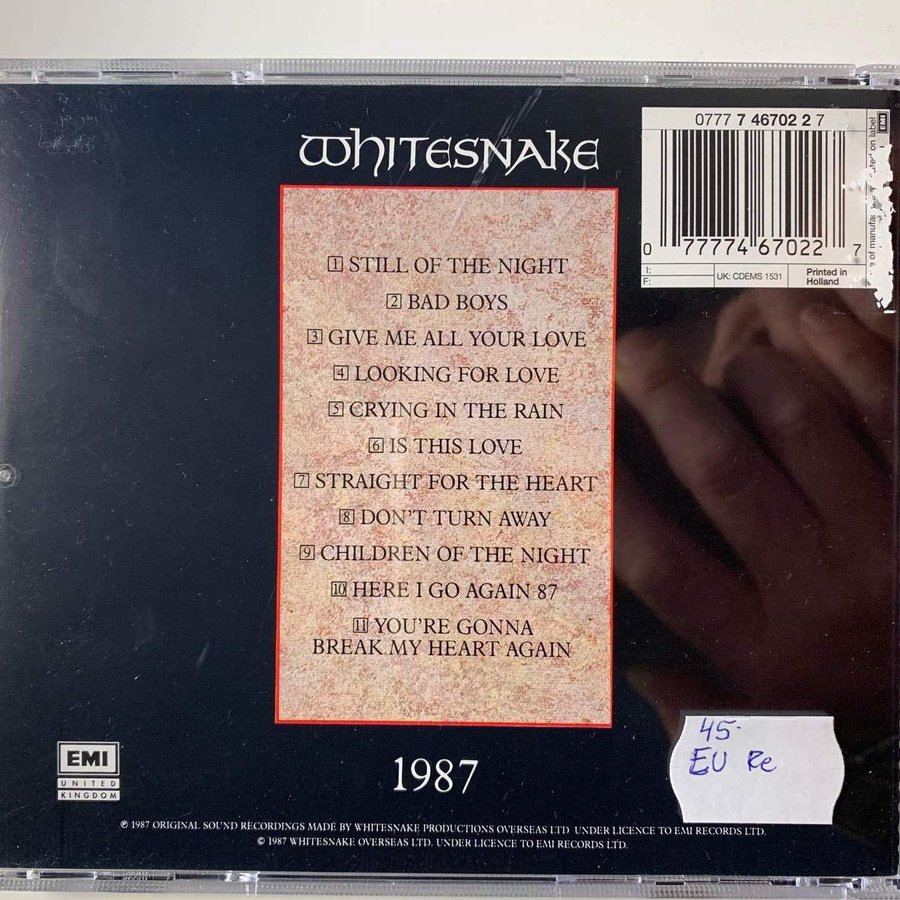 WHITESNAKE
0777 7 46702 2 7
0 77774 67022 7
I:
F:
UK: CDEMS 1531
Printed in
Holland
of manufa
on label
EMI
1 STILL OF THE NIGHT
2 BAD BOYS
3 GIVE ME ALL YOUR LOVE
4 LOOKING FOR LOVE
5 CRYING IN THE RAIN
6 IS THIS LOVE
7 STRAIGHT FOR THE HEART
8 DON'T TURN AWAY
9 CHILDREN OF THE NIGHT
10 HERE I GO AGAIN 87
11 YOU'RE GONNA
BREAK MY HEART AGAIN
45-
EU Re
EMI
UNITED
KINGDOM
1987
℗ 1987 ORIGINAL SOUND RECORDINGS MADE BY WHITESNAKE PRODUCTIONS OVERSEAS LTD. UNDER LICENCE TO EMI RECORDS LTD.
© 1987 WHITESNAKE OVERSEAS LTD. UNDER LICENCE TO EMI RECORDS LTD.